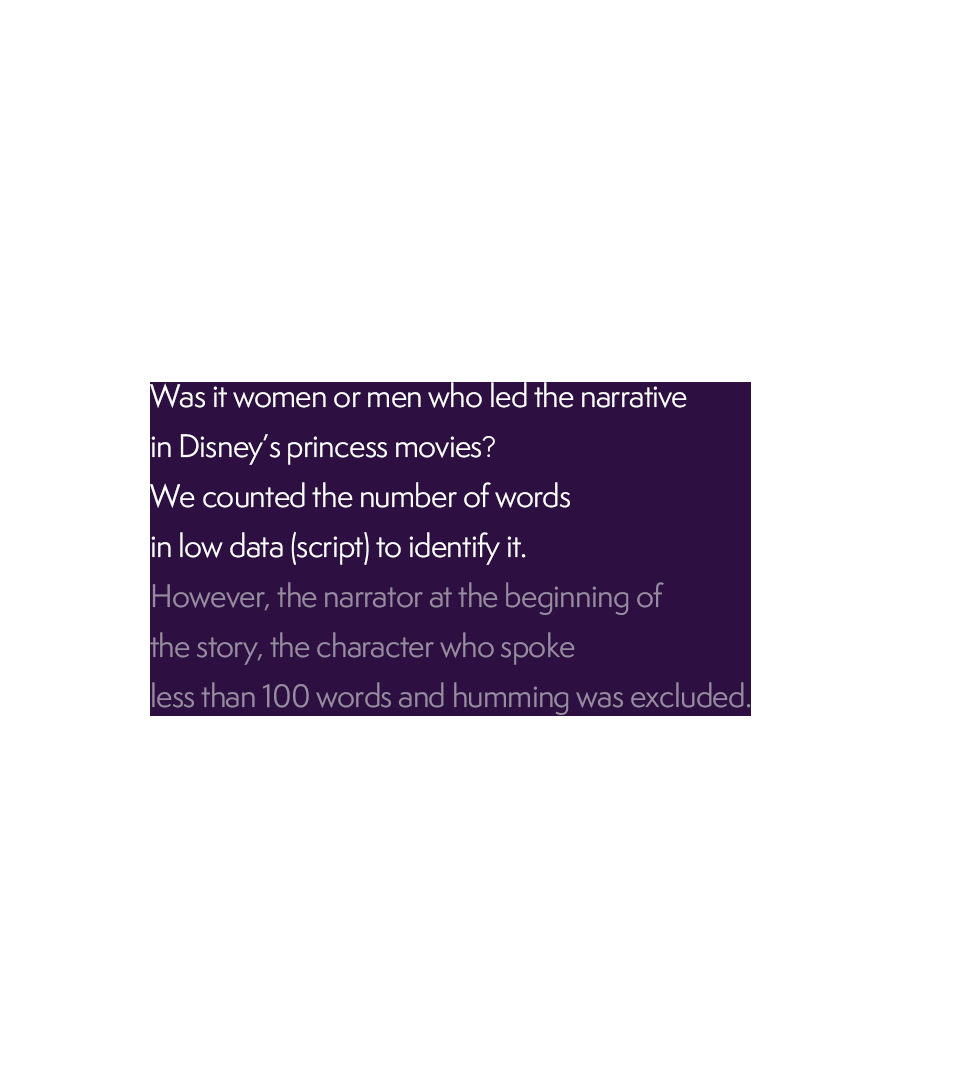 Was it women or men who led the narrative
in Disney's princess movies?
We counted the number of words
in low data (script) to identify it.
However, the narrator at the beginning of
the story, the character who spoke
less than 100 words and humming was excluded.